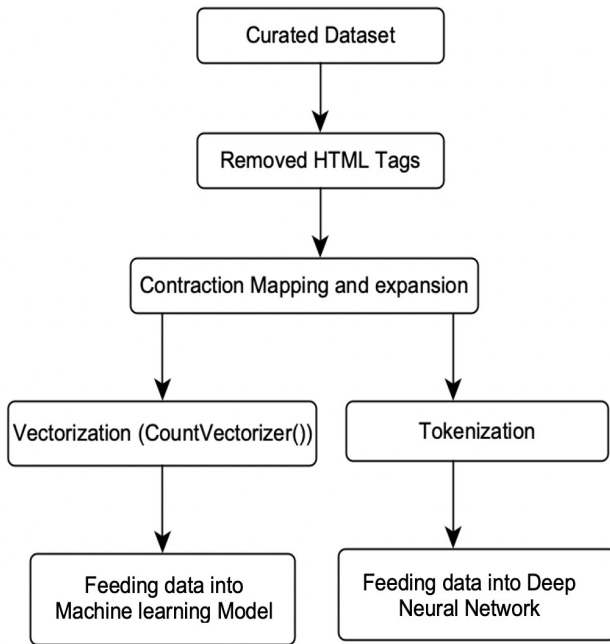 Curated Dataset
Removed HTML Tags
Contraction Mapping and expansion
Vectorization (CountVectorizer())
Tokenization
Feeding data into
Machine learning Model
Feeding data into Deep
Neural Network